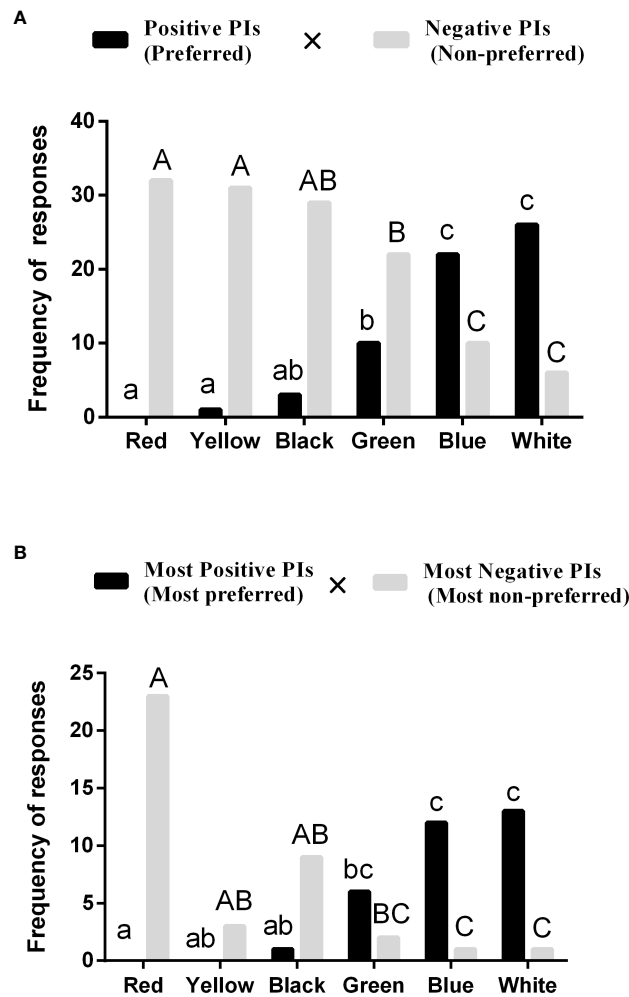 A
Positive PIs
(Preferred)
×
Negative PIs
(Non-preferred)
Frequency of responses
40
30
20
10
0
a
A
a
A
ab
AB
b
B
c
C
c
C
Red
Yellow
Black
Green
Blue
White
B
Most Positive PIs
(Most preferred)
×
Most Negative PIs
(Most non-preferred)
Frequency of responses
25
20
15
10
5
0
a
A
ab
AB
ab
AB
bc
BC
c
C
c
C
Red
Yellow
Black
Green
Blue
White